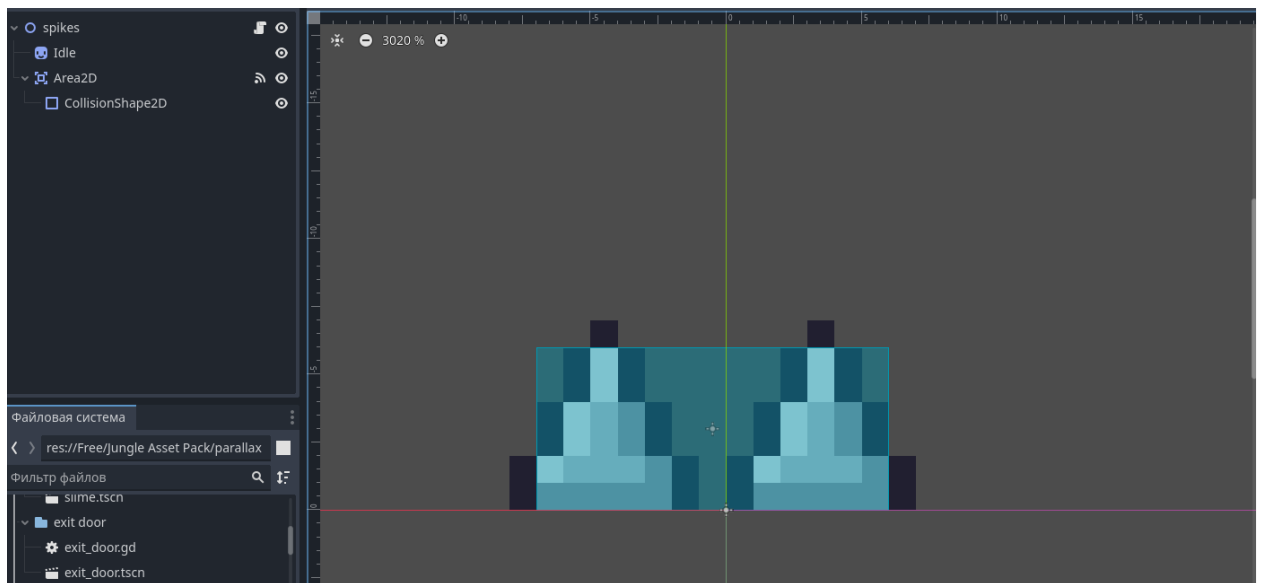 spikes
Idle
Area2D
CollisionShape2D
Файловая система
res://Free/Jungle Asset Pack/parallax
Фильтр файлов
slime.tscn
exit door
exit_door.gd
exit_door.tscn
-10
-5
0
5
10
15
3020 %
-15
-10
-5
0